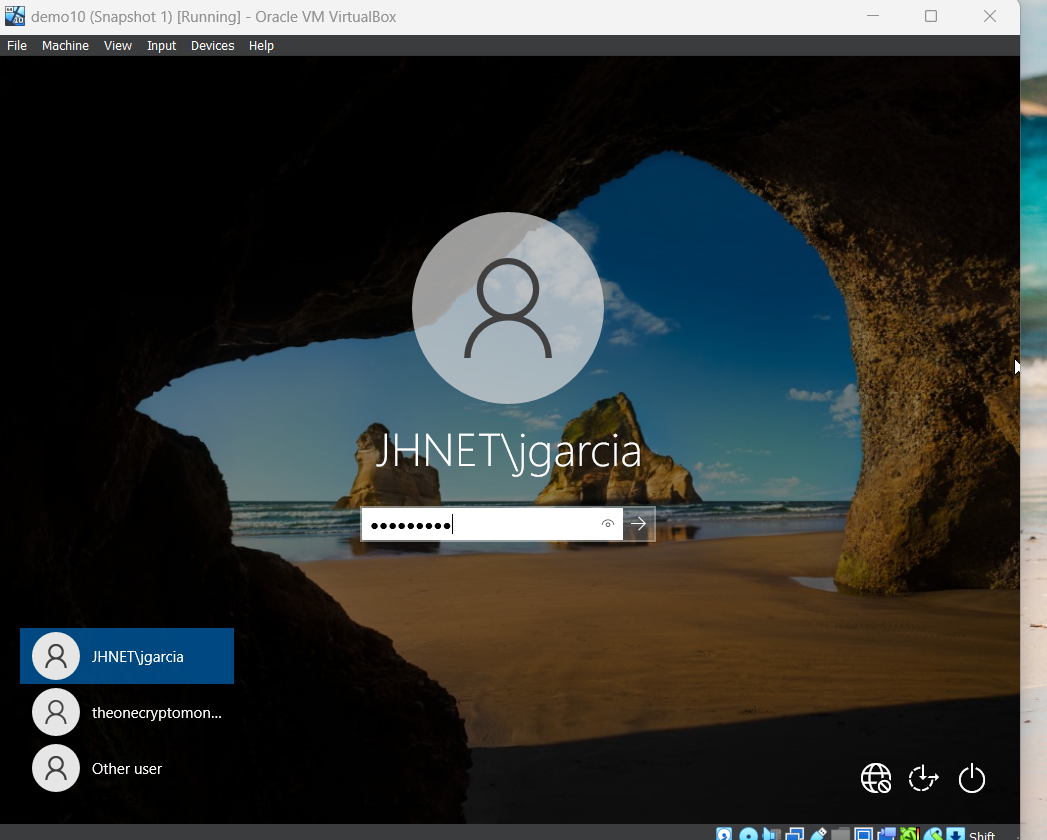 demo10 (Snapshot 1) [Running] - Oracle VM VirtualBox
File Machine View Input Devices Help
JHNET\jgarcia
JHNET\jgarcia
theonecryptomon...
Other user
Shift